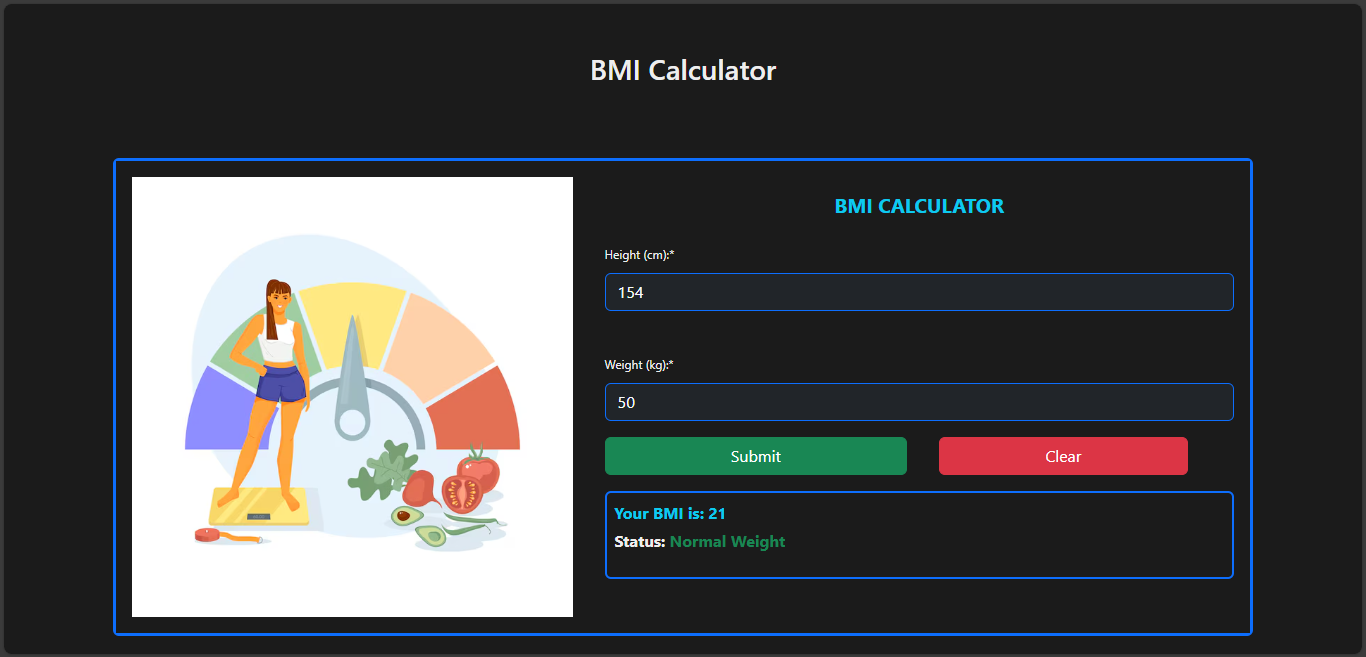 BMI Calculator
BMI CALCULATOR
Height (cm):*
154
Weight (kg):*
50
Submit Clear
Your BMI is: 21
Status: Normal Weight